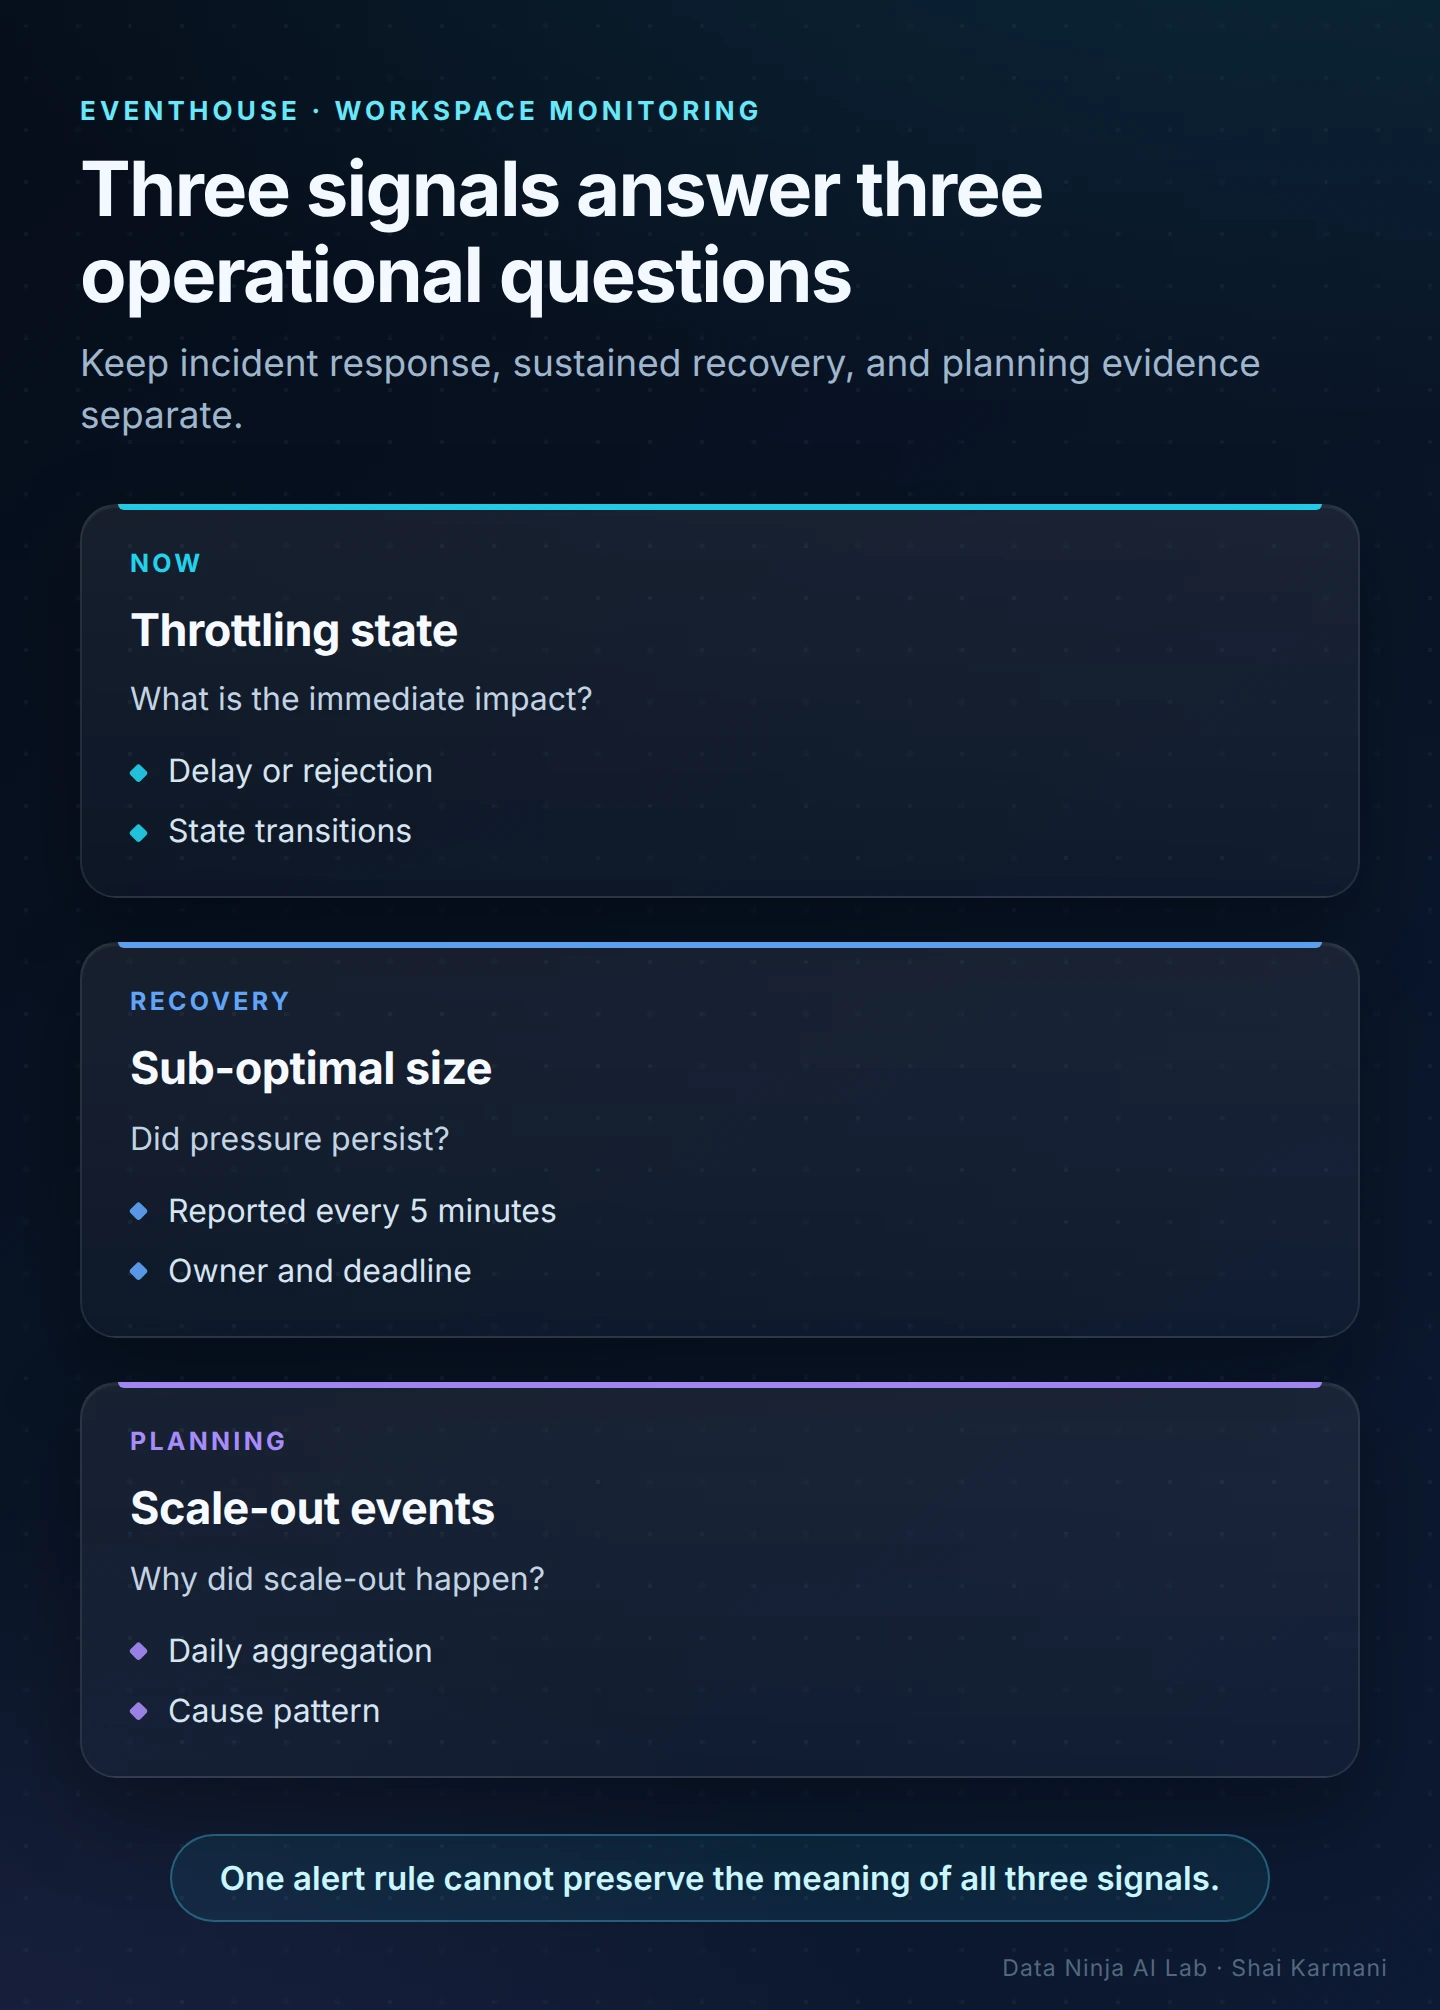 EVENTHOUSE · WORKSPACE MONITORING
Three signals answer three
operational questions
Keep incident response, sustained recovery, and planning evidence
separate.
NOW
Throttling state
What is the immediate impact?
Delay or rejection
State transitions
RECOVERY
Sub-optimal size
Did pressure persist?
Reported every 5 minutes
Owner and deadline
PLANNING
Scale-out events
Why did scale-out happen?
Daily aggregation
Cause pattern
One alert rule cannot preserve the meaning of all three signals.
Data Ninja AI Lab · Shai Karmani